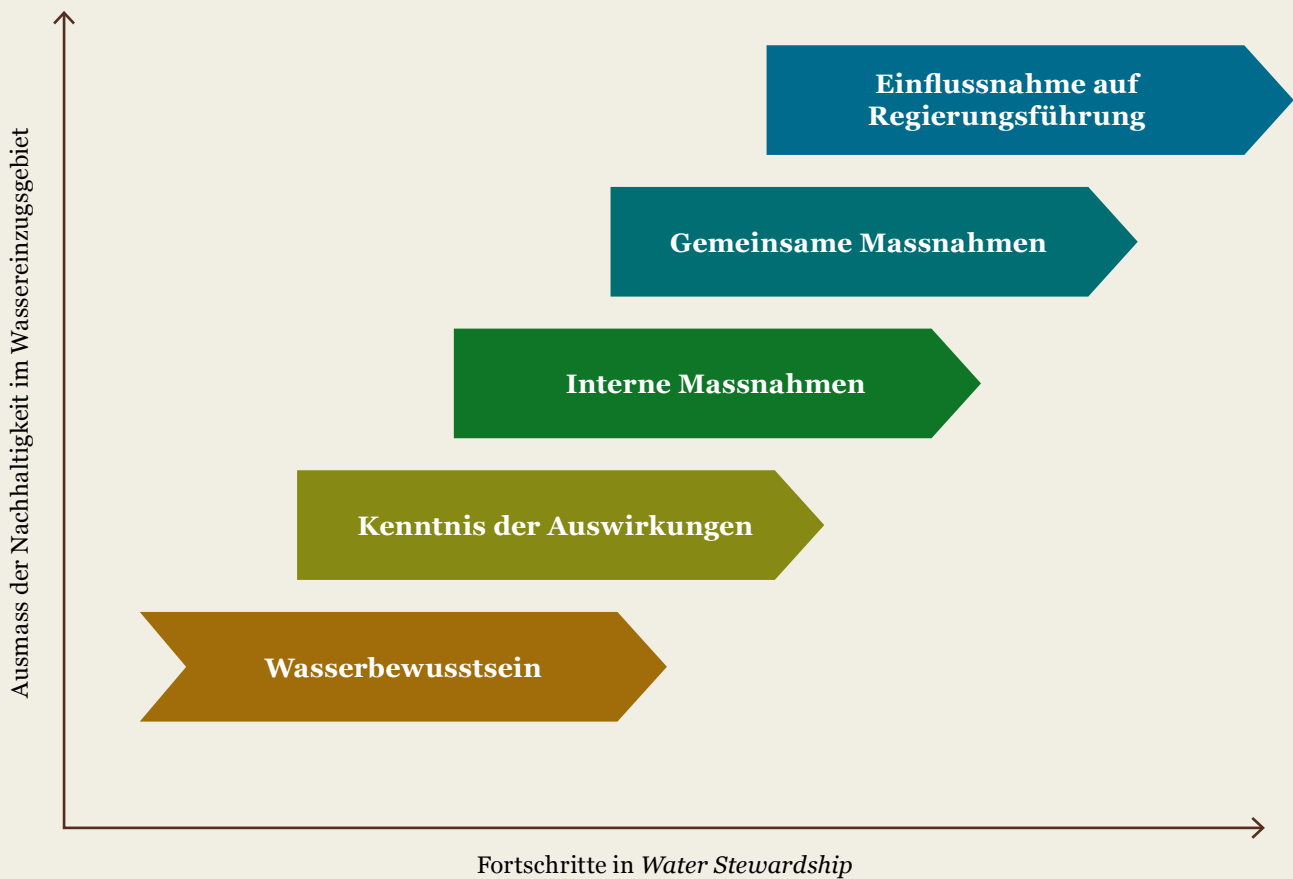 Ausmass der Nachhaltigkeit im Wassereinzugsgebiet
Einflussnahme auf
Regierungsführung
Gemeinsame Massnahmen
Interne Massnahmen
Kenntnis der Auswirkungen
Wasserbewusstsein
Fortschritte in Water Stewardship